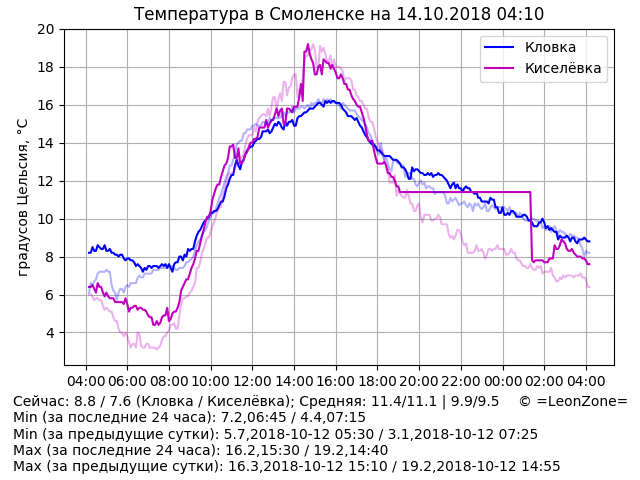 Температура в Смоленске на 14.10.2018 04:10
градусов Цельсия, °C
20
18
16
14
12
10
8
6
4
Кловка
Киселёвка
04:00 06:00 08:00 10:00 12:00 14:00 16:00 18:00 20:00 22:00 00:00 02:00 04:00
Сейчас: 8.8 / 7.6 (Кловка / Киселёвка); Средняя: 11.4/11.1 | 9.9/9.5 © =LeonZone=
Min (за последние 24 часа): 7.2,06:45 / 4.4,07:15
Min (за предыдущие сутки): 5.7,2018-10-12 05:30 / 3.1,2018-10-12 07:25
Max (за последние 24 часа): 16.2,15:30 / 19.2,14:40
Max (за предыдущие сутки): 16.3,2018-10-12 15:10 / 19.2,2018-10-12 14:55